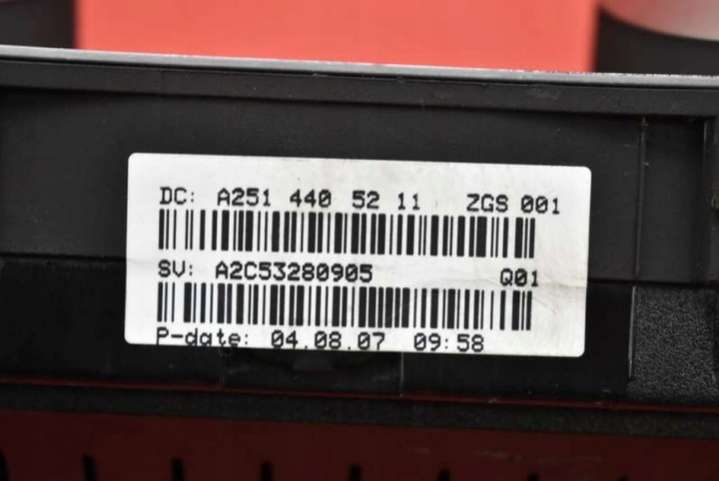 DC: A251 440 52 11 ZGS 001
SV: A2C53280905 Q01
P-date: 04.08.07 09:58